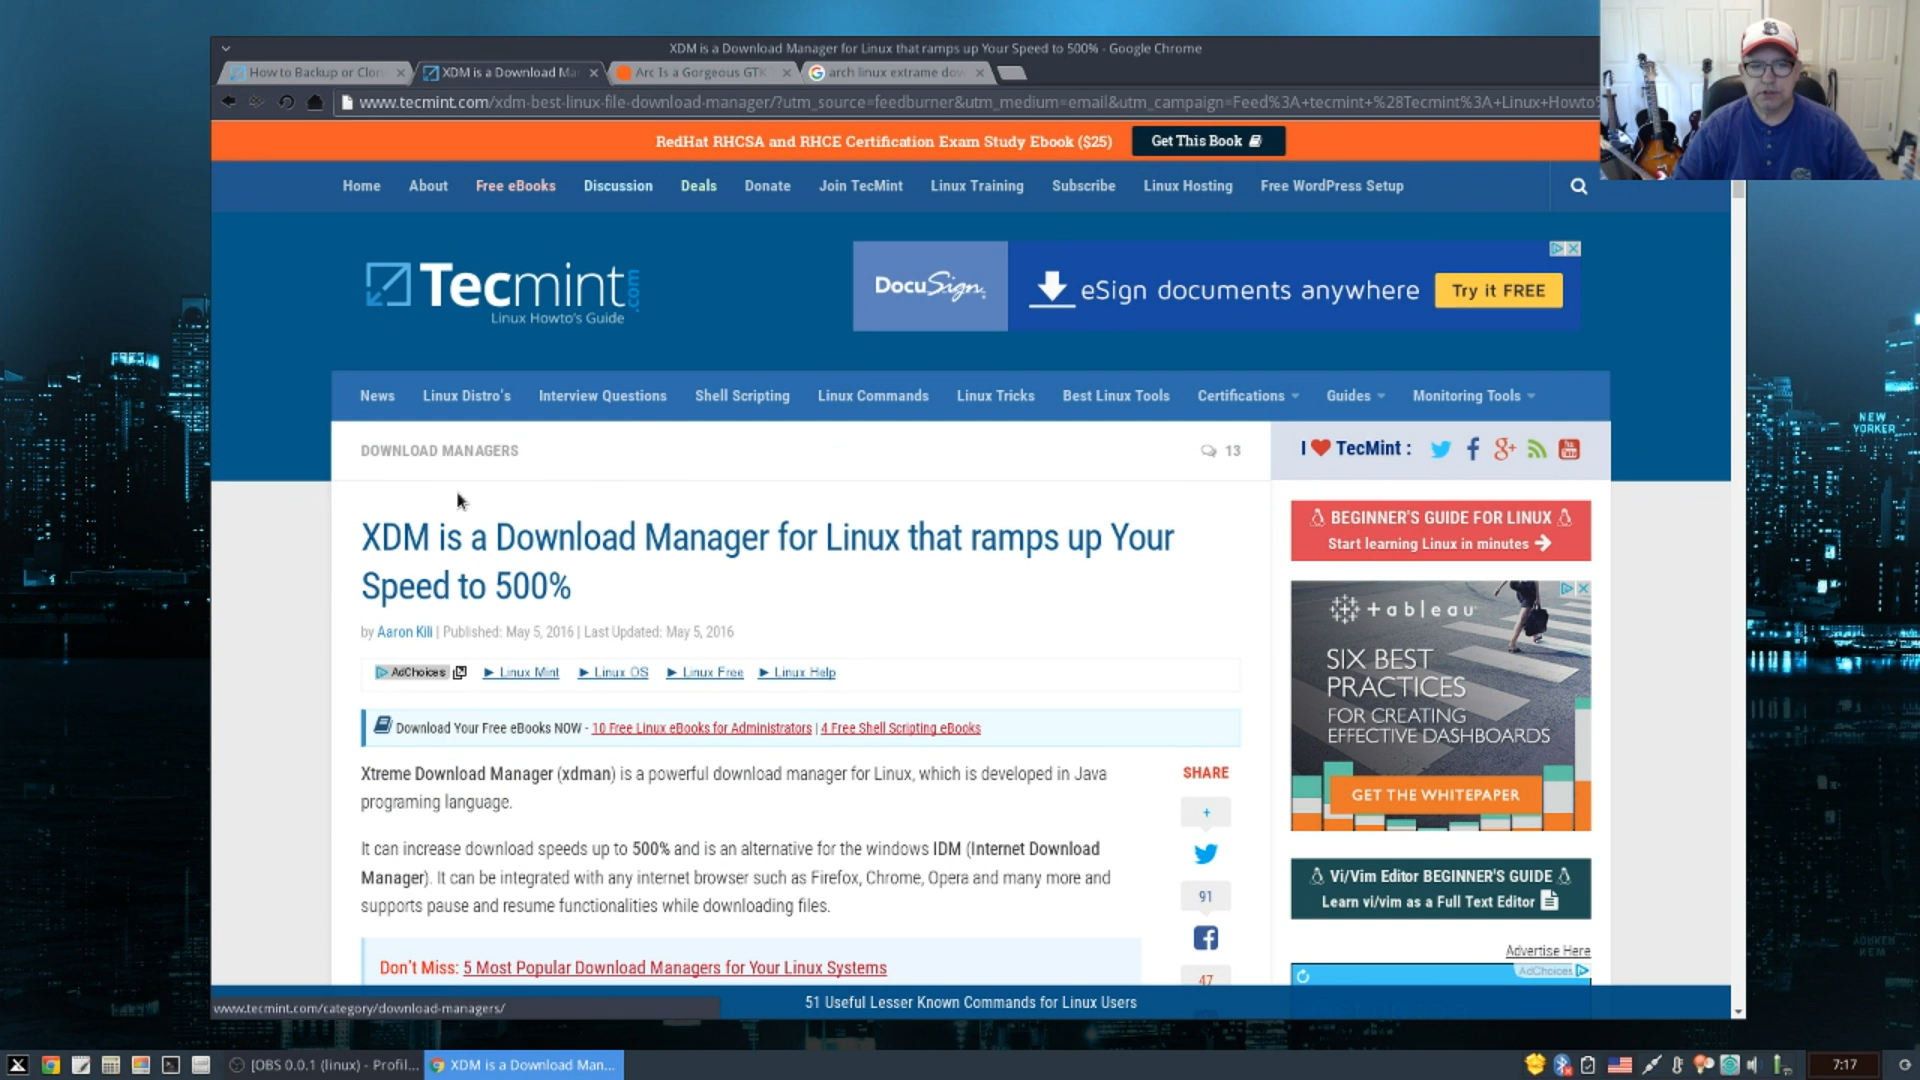 XDM is a Download Manager for Linux that ramps up Your Speed to 500% - Google Chrome
How to Backup or Clon
XDM is a Download Ma
Arc Is a Gorgeous GTK
arch linux extrame dow
www.tecmint.com/xdm-best-linux-file-download-manager/?utm_source=feedburner&utm_medium=email&utm_campaign=Feed%3A+tecmint+%28Tecmint%3A+Linux+Howto%
RedHat RHCSA and RHCE Certification Exam Study Ebook ($25)
Get This Book
Home About Free eBooks Discussion Deals Donate Join TecMint Linux Training Subscribe Linux Hosting Free WordPress Setup
Tecmint.com
Linux Howto's Guide
DocuSign
eSign documents anywhere
Try it FREE
News Linux Distro's Interview Questions Shell Scripting Linux Commands Linux Tricks Best Linux Tools Certifications Guides Monitoring Tools
DOWNLOAD MANAGERS
13
I TecMint :
XDM is a Download Manager for Linux that ramps up Your
Speed to 500%
by Aaron Kili | Published: May 5, 2016 | Last Updated: May 5, 2016
AdChoices ► Linux Mint ► Linux OS ► Linux Free ► Linux Help
Download Your Free eBooks NOW - 10 Free Linux eBooks for Administrators | 4 Free Shell Scripting eBooks
Xtreme Download Manager (xdman) is a powerful download manager for Linux, which is developed in Java
programing language.
It can increase download speeds up to 500% and is an alternative for the windows IDM (Internet Download
Manager). It can be integrated with any internet browser such as Firefox, Chrome, Opera and many more and
supports pause and resume functionalities while downloading files.
Don't Miss: 5 Most Popular Download Managers for Your Linux Systems
SHARE
+
91
47
BEGINNER'S GUIDE FOR LINUX
Start learning Linux in minutes
+ableau
SIX BEST
PRACTICES
FOR CREATING
EFFECTIVE DASHBOARDS
GET THE WHITEPAPER
Vi/Vim Editor BEGINNER'S GUIDE
Learn vi/vim as a Full Text Editor
Advertise Here
AdChoices
www.tecmint.com/category/download-managers/
51 Useful Lesser Known Commands for Linux Users
NEW
YORKER
[OBS 0.0.1 (linux) - Profil...
XDM is a Download Man...
7:17